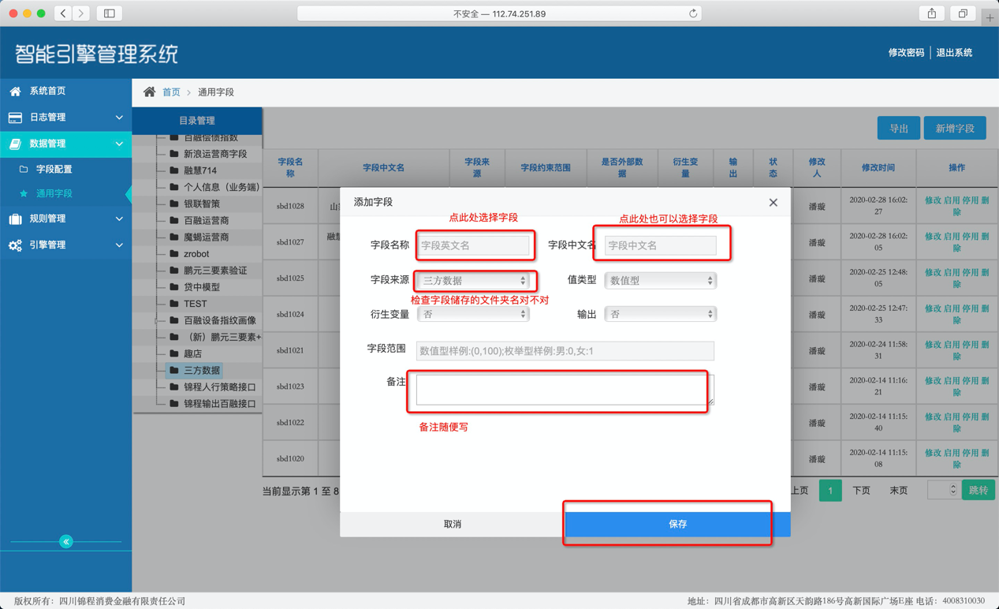 不安全 — 112.74.251.89
智能引擎管理系统
修改密码 | 退出系统
系统首页
日志管理
数据管理
字段配置
通用字段
规则管理
引擎管理
首页 > 通用字段
目录管理
百融偿债指数
新浪运营商字段
融慧714
个人信息（业务端）
银联智策
百融运营商
魔蝎运营商
zrobot
鹏元三要素验证
贷中模型
TEST
百融设备指纹画像
（新）鹏元三要素+
趣店
三方数据
锦程人行策略接口
锦程输出百融接口
导出
新增字段
字段名称 字段中文名 字段来源 字段约束范围 是否外部数据 衍生变量 输出 状态 修改人 修改时间 操作
sbd1028 山 潘璇 2020-02-28 16:02:27 修改 启用 停用 删除
sbd1027 融慧 潘璇 2020-02-28 16:02:05 修改 启用 停用 删除
sbd1025 潘璇 2020-02-25 12:48:05 修改 启用 停用 删除
sbd1024 潘璇 2020-02-25 12:47:33 修改 启用 停用 删除
sbd1021 潘璇 2020-02-24 11:58:31 修改 启用 停用 删除
sbd1023 潘璇 2020-02-14 11:16:21 修改 启用 停用 删除
sbd1022 潘璇 2020-02-14 11:15:40 修改 启用 停用 删除
sbd1020 潘璇 2020-02-14 11:15:08 修改 启用 停用 删除
当前显示第 1 至 8
上页 1 下页 末页 跳转
添加字段
点此处选择字段
点此处也可以选择字段
字段名称 字段英文名 字段中文名 字段中文名
字段来源 三方数据 值类型 数值型
检查字段储存的文件夹名对不对
衍生变量 否 输出 否
字段范围 数值型样例:(0,100);枚举型样例:男:0,女:1
备注
备注随便写
取消
保存
版权所有：四川锦程消费金融有限责任公司
地址：四川省成都市高新区天韵路186号高新国际广场E座 电话：4008310030